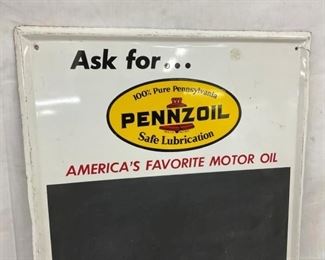 Ask for...
100% Pure Pennsylvania
PENNZOIL
Safe Lubrication
AMERICA'S FAVORITE MOTOR OIL